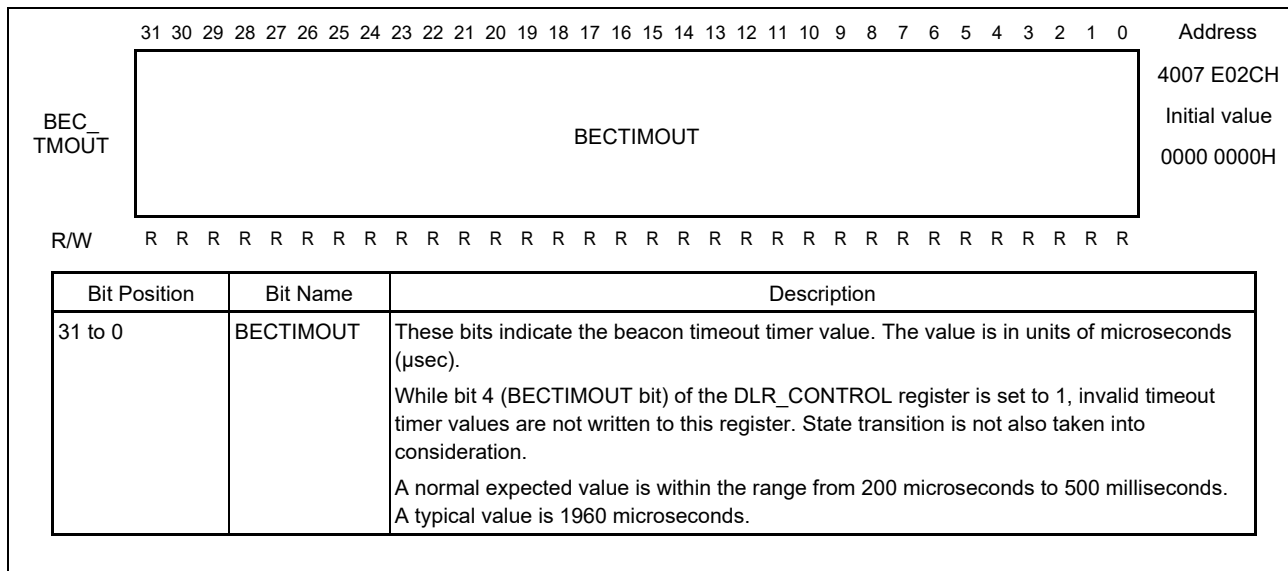 31 30 29 28 27 26 25 24 23 22 21 20 19 18 17 16 15 14 13 12 11 10 9 8 7 6 5 4 3 2 1 0 Address
4007 E02CH
BEC_
TMOUT
BECTIMOUT
Initial value
0000 0000H
R/W R R R R R R R R R R R R R R R R R R R R R R R R R R R R R R R R
Bit Position Bit Name Description
31 to 0 BECTIMOUT These bits indicate the beacon timeout timer value. The value is in units of microseconds
(μsec).
While bit 4 (BECTIMOUT bit) of the DLR_CONTROL register is set to 1, invalid timeout
timer values are not written to this register. State transition is not also taken into
consideration.
A normal expected value is within the range from 200 microseconds to 500 milliseconds.
A typical value is 1960 microseconds.